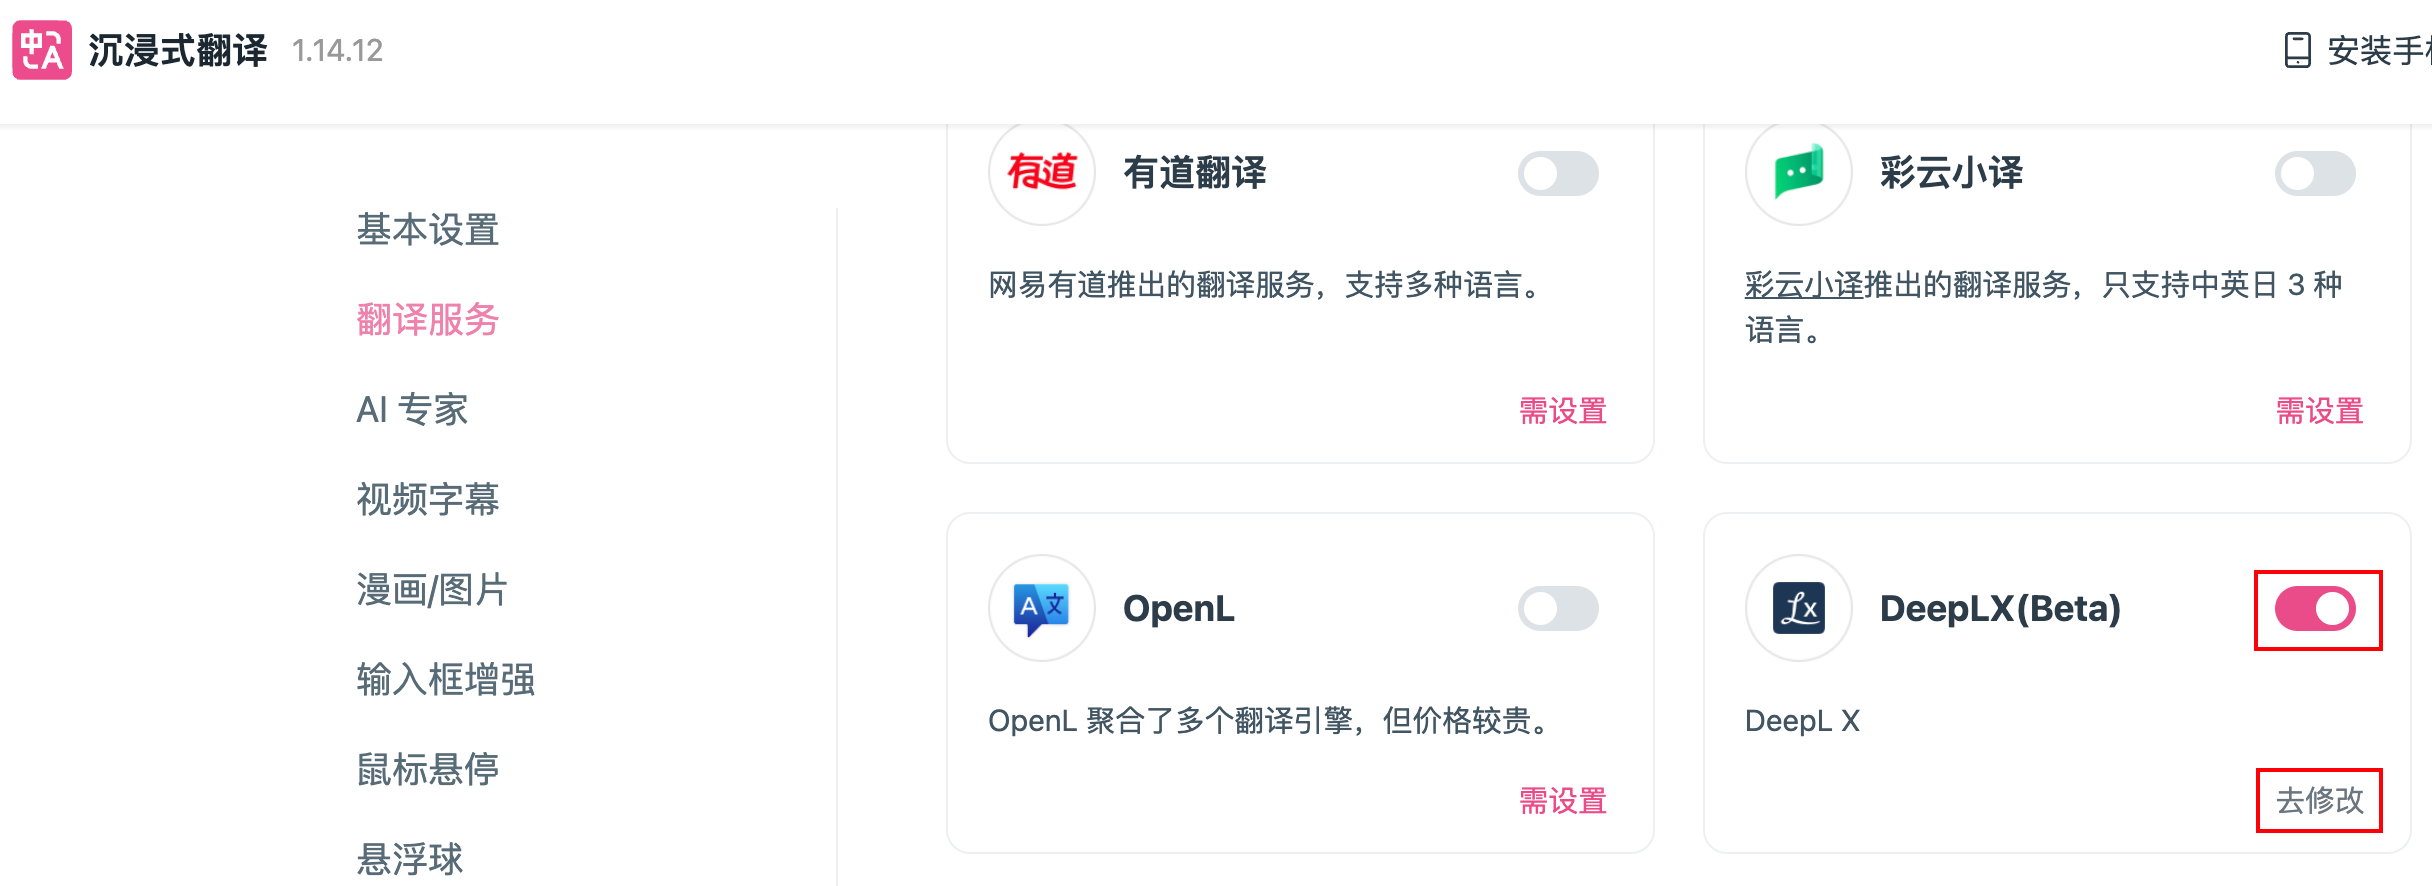 沉浸式翻译 1.14.12
安装手
基本设置
翻译服务
AI 专家
视频字幕
漫画/图片
输入框增强
鼠标悬停
悬浮球
有道
有道翻译
网易有道推出的翻译服务，支持多种语言。
需设置
彩云小译
彩云小译推出的翻译服务，只支持中英日 3 种
语言。
需设置
OpenL
OpenL 聚合了多个翻译引擎，但价格较贵。
需设置
DeepLX(Beta)
DeepL X
去修改